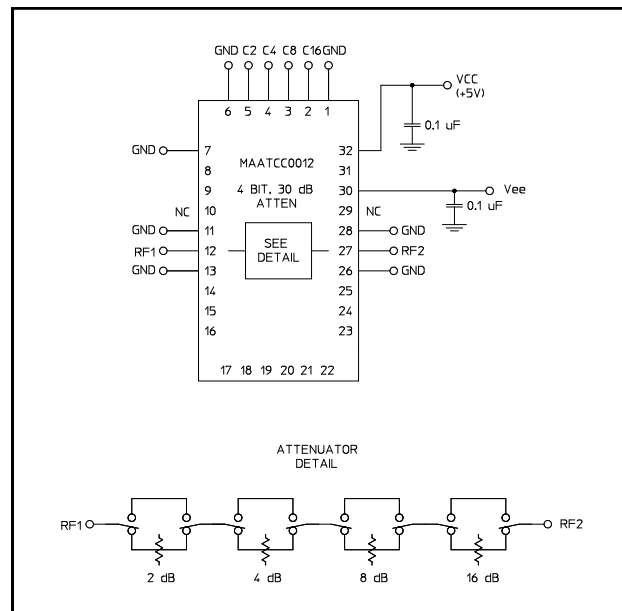 GND C2 C4 C8 C16 GND
6 5 4 3 2 1
VCC
(+5V)
0.1 uF
GND 7
8
9
NC 10
GND 11
RF1 12
GND 13
14
15
16
MAATCC0012
4 BIT, 30 dB
ATTEN
SEE
DETAIL
32
31
30 Vee
0.1 uF
29 NC
28 GND
27 RF2
26 GND
25
24
23
17 18 19 20 21 22
ATTENUATOR
DETAIL
RF1 RF2
2 dB 4 dB 8 dB 16 dB